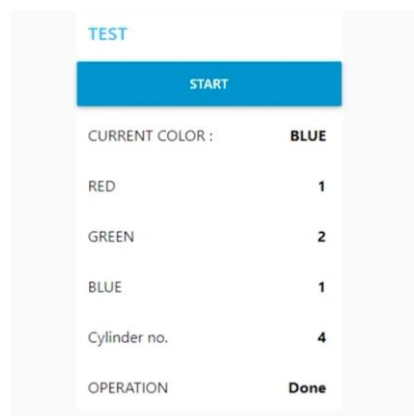 TEST
START
CURRENT COLOR : BLUE
RED 1
GREEN 2
BLUE 1
Cylinder no. 4
OPERATION Done